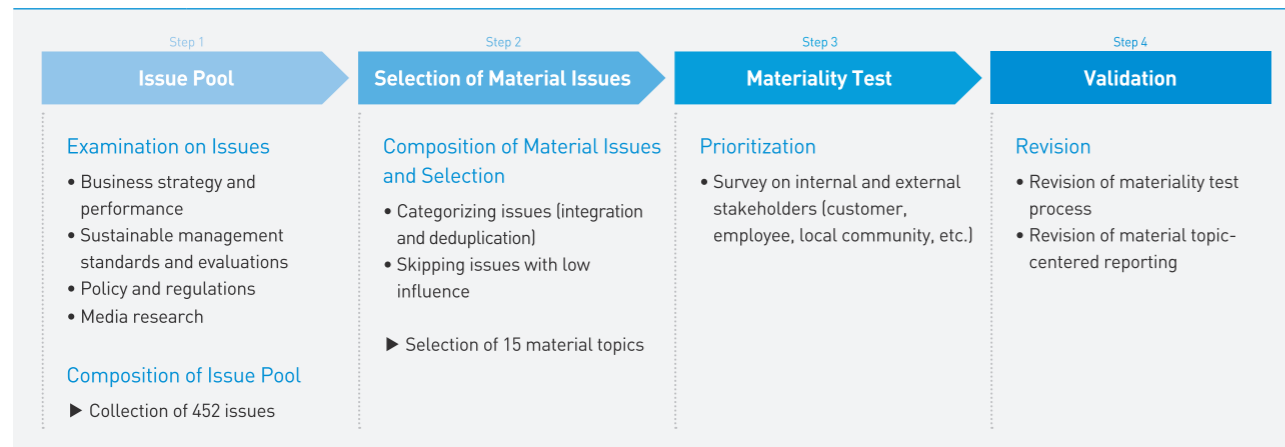 Step 1
Issue Pool
Examination on Issues
• Business strategy and
performance
• Sustainable management
standards and evaluations
• Policy and regulations
• Media research
Composition of Issue Pool
▶ Collection of 452 issues
Step 2
Selection of Material Issues
Composition of Material Issues
and Selection
• Categorizing issues (integration
and deduplication)
• Skipping issues with low
influence
▶ Selection of 15 material topics
Step 3
Materiality Test
Prioritization
• Survey on internal and external
stakeholders (customer,
employee, local community, etc.)
Step 4
Validation
Revision
• Revision of materiality test
process
• Revision of material topic-
centered reporting